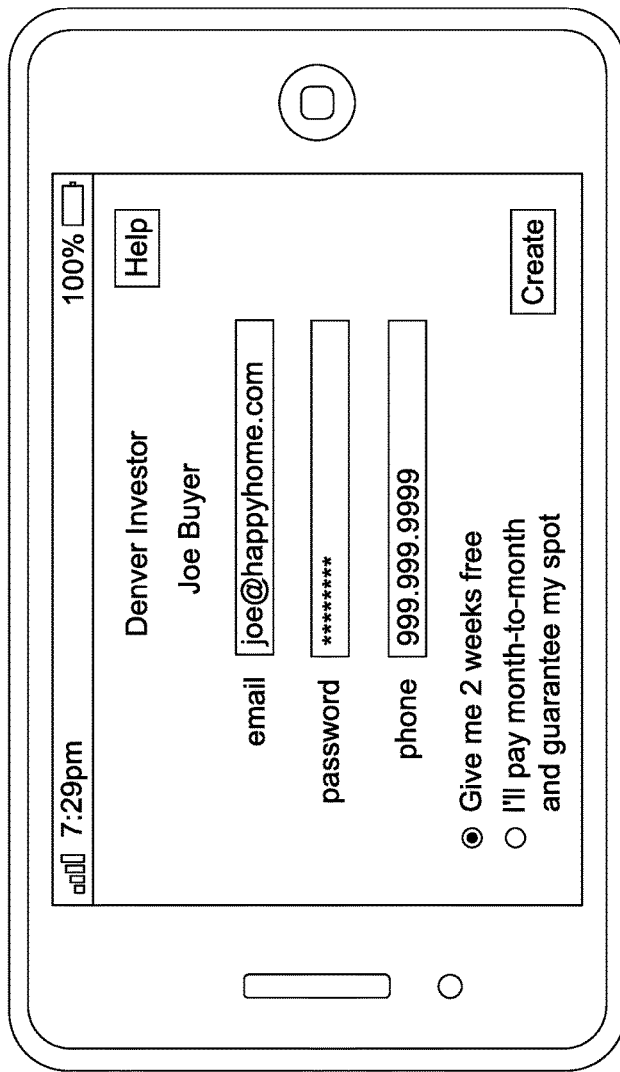 7:29pm 100%
Help
Denver Investor
Joe Buyer
email joe@happyhome.com
password ********
phone 999.999.9999
Give me 2 weeks free
I'll pay month-to-month
and guarantee my spot
Create